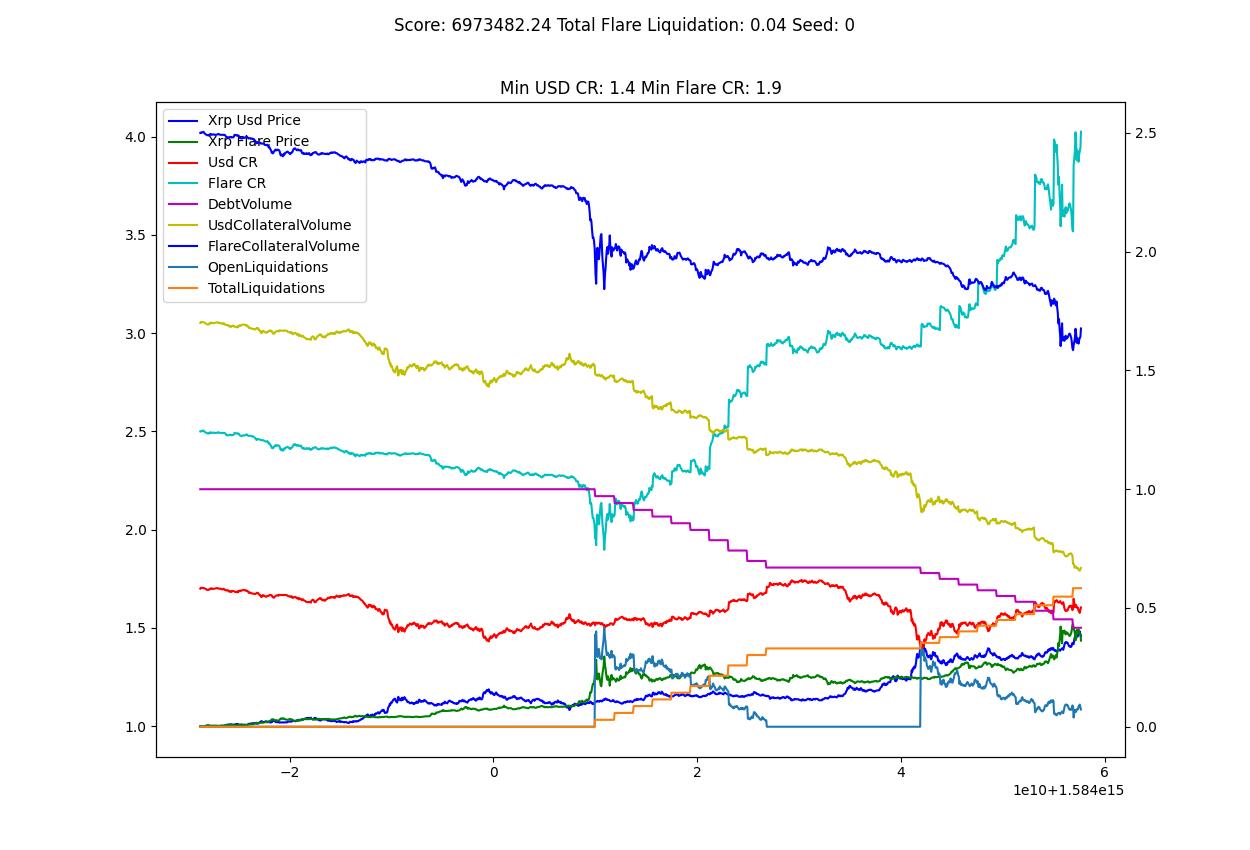 Score: 6973482.24 Total Flare Liquidation: 0.04 Seed: 0
Min USD CR: 1.4 Min Flare CR: 1.9
Xrp Usd Price
Xrp Flare Price
Usd CR
Flare CR
DebtVolume
UsdCollateralVolume
FlareCollateralVolume
OpenLiquidations
TotalLiquidations
4.0
3.5
3.0
2.5
2.0
1.5
1.0
2.5
2.0
1.5
1.0
0.5
0.0
−2
0
2
4
6
1e10+1.584e15